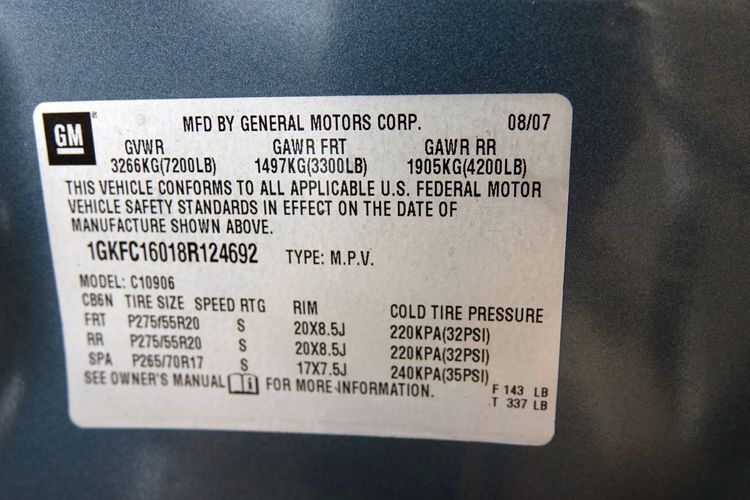 GM ® MFD BY GENERAL MOTORS CORP. 08/07
GVWR GAWR FRT GAWR RR
3266KG(7200LB) 1497KG(3300LB) 1905KG(4200LB)
THIS VEHICLE CONFORMS TO ALL APPLICABLE U.S. FEDERAL MOTOR
VEHICLE SAFETY STANDARDS IN EFFECT ON THE DATE OF
MANUFACTURE SHOWN ABOVE.
1GKFC16018R124692 TYPE: M.P.V.
MODEL: C10906
CB6N TIRE SIZE SPEED RTG RIM COLD TIRE PRESSURE
FRT P275/55R20 S 20X8.5J 220KPA(32PSI)
RR P275/55R20 S 20X8.5J 220KPA(32PSI)
SPA P265/70R17 S 17X7.5J 240KPA(35PSI)
SEE OWNER'S MANUAL i FOR MORE INFORMATION. F 143 LB
T 337 LB